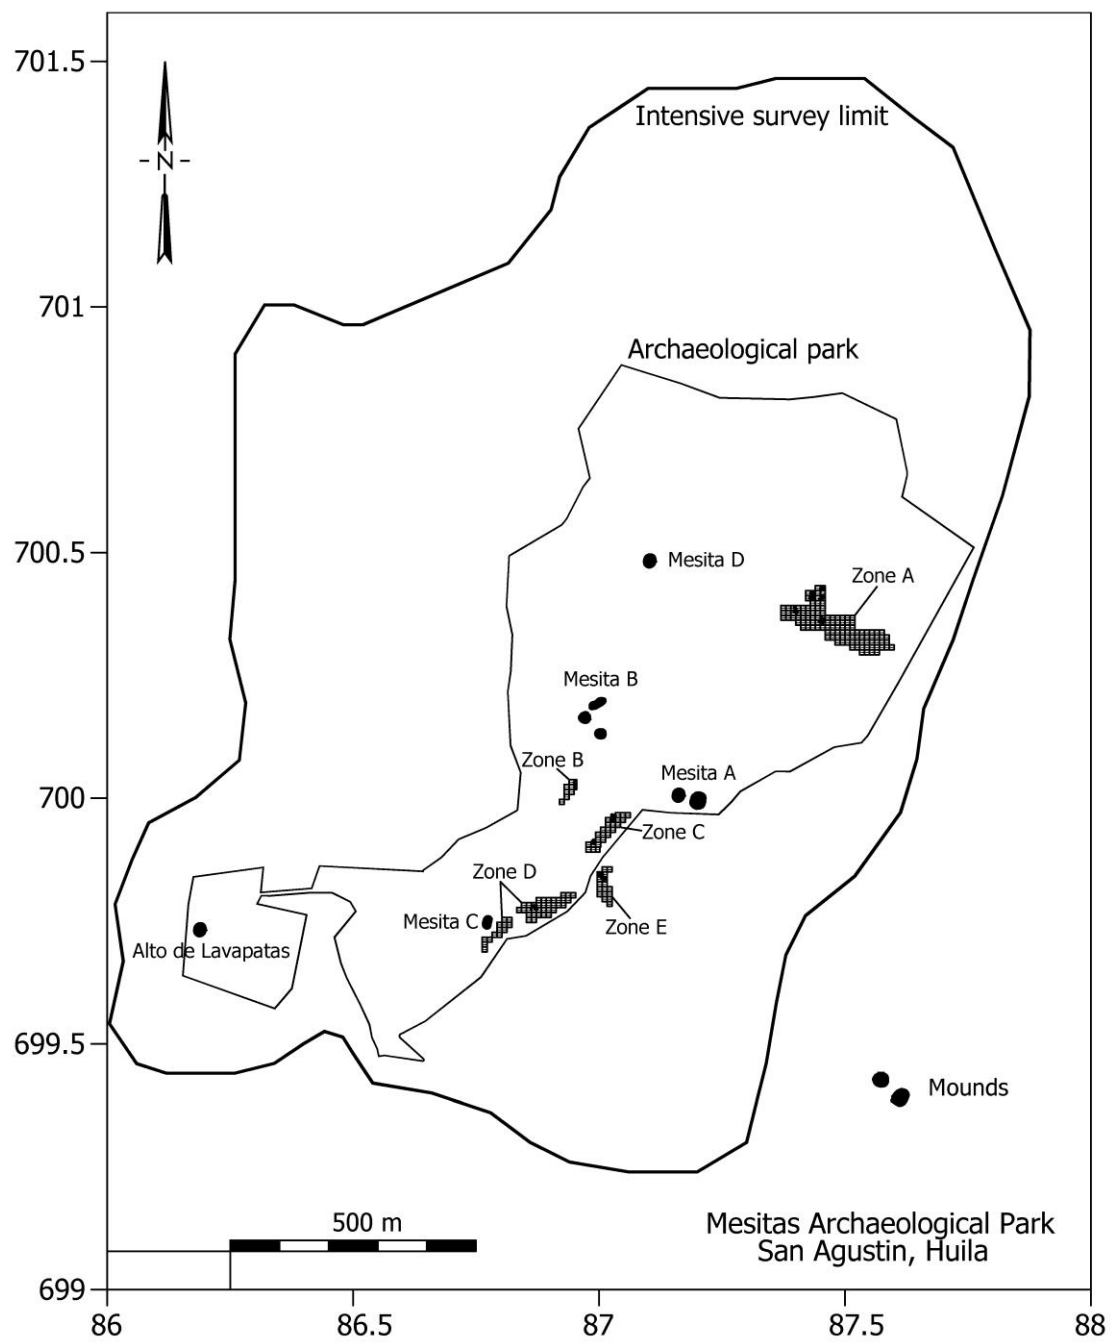 701.5
Intensive survey limit
N
701
Archaeological park
700.5
Mesita D
Zone A
Mesita B
Zone B
Mesita A
700
Zone C
Zone D
Mesita C
Zone E
Alto de Lavapatas
699.5
Mounds
500 m
Mesitas Archaeological Park
San Agustin, Huila
699
86
86.5
87
87.5
88